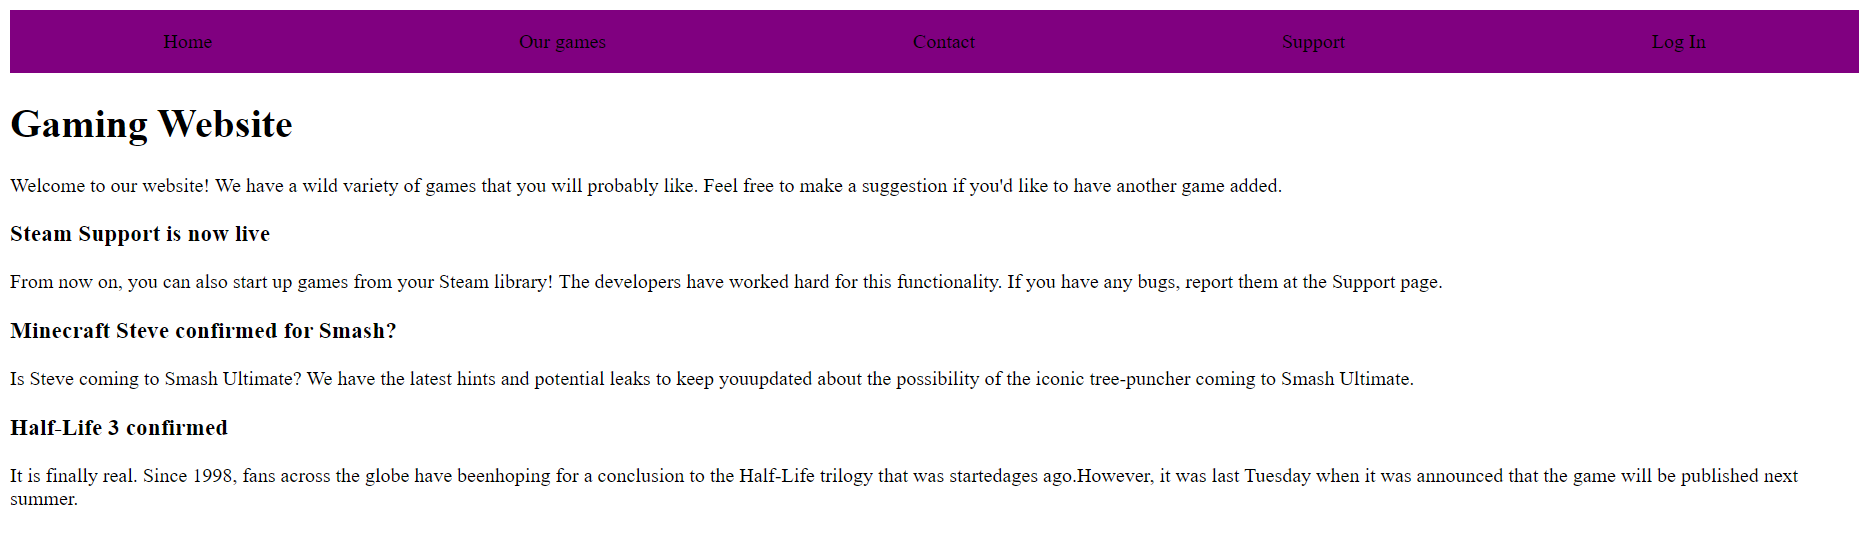 Home Our games Contact Support Log In
Gaming Website
Welcome to our website! We have a wild variety of games that you will probably like. Feel free to make a suggestion if you'd like to have another game added.
Steam Support is now live
From now on, you can also start up games from your Steam library! The developers have worked hard for this functionality. If you have any bugs, report them at the Support page.
Minecraft Steve confirmed for Smash?
Is Steve coming to Smash Ultimate? We have the latest hints and potential leaks to keep youupdated about the possibility of the iconic tree-puncher coming to Smash Ultimate.
Half-Life 3 confirmed
It is finally real. Since 1998, fans across the globe have beenhoping for a conclusion to the Half-Life trilogy that was startedages ago.However, it was last Tuesday when it was announced that the game will be published next
summer.